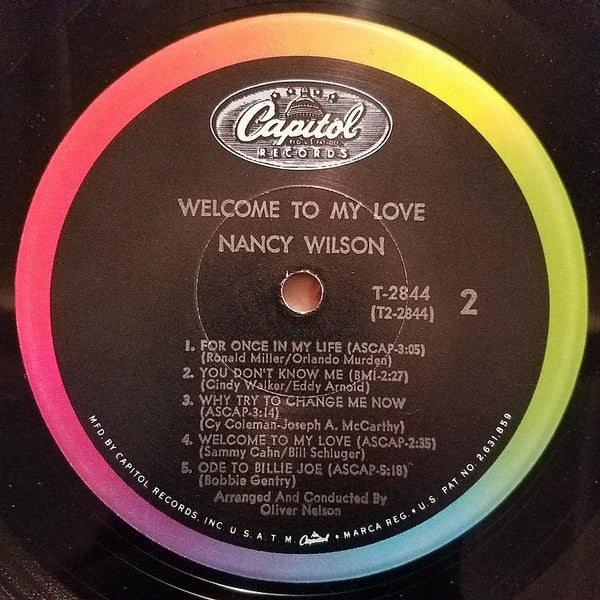 Capitol
RECORDS
WELCOME TO MY LOVE
NANCY WILSON
T-2844
(T2-2844)
2
1. FOR ONCE IN MY LIFE (ASCAP-3:05)
(Ronald Miller/Orlando Murden)
2. YOU DON'T KNOW ME (BMI-2:27)
(Cindy Walker/Eddy Arnold)
3. WHY TRY TO CHANGE ME NOW
(ASCAP-3:14)
(Cy Coleman-Joseph A. McCarthy)
4. WELCOME TO MY LOVE (ASCAP-2:35)
(Sammy Cahn/Bill Schluger)
5. ODE TO BILLIE JOE (ASCAP-5:18)
(Bobbie Gentry)
Arranged And Conducted By
Oliver Nelson
MFD BY CAPITOL RECORDS, INC U.S.A. T.M. Capitol • MARCA REG. • U.S. PAT NO. 2,631,859